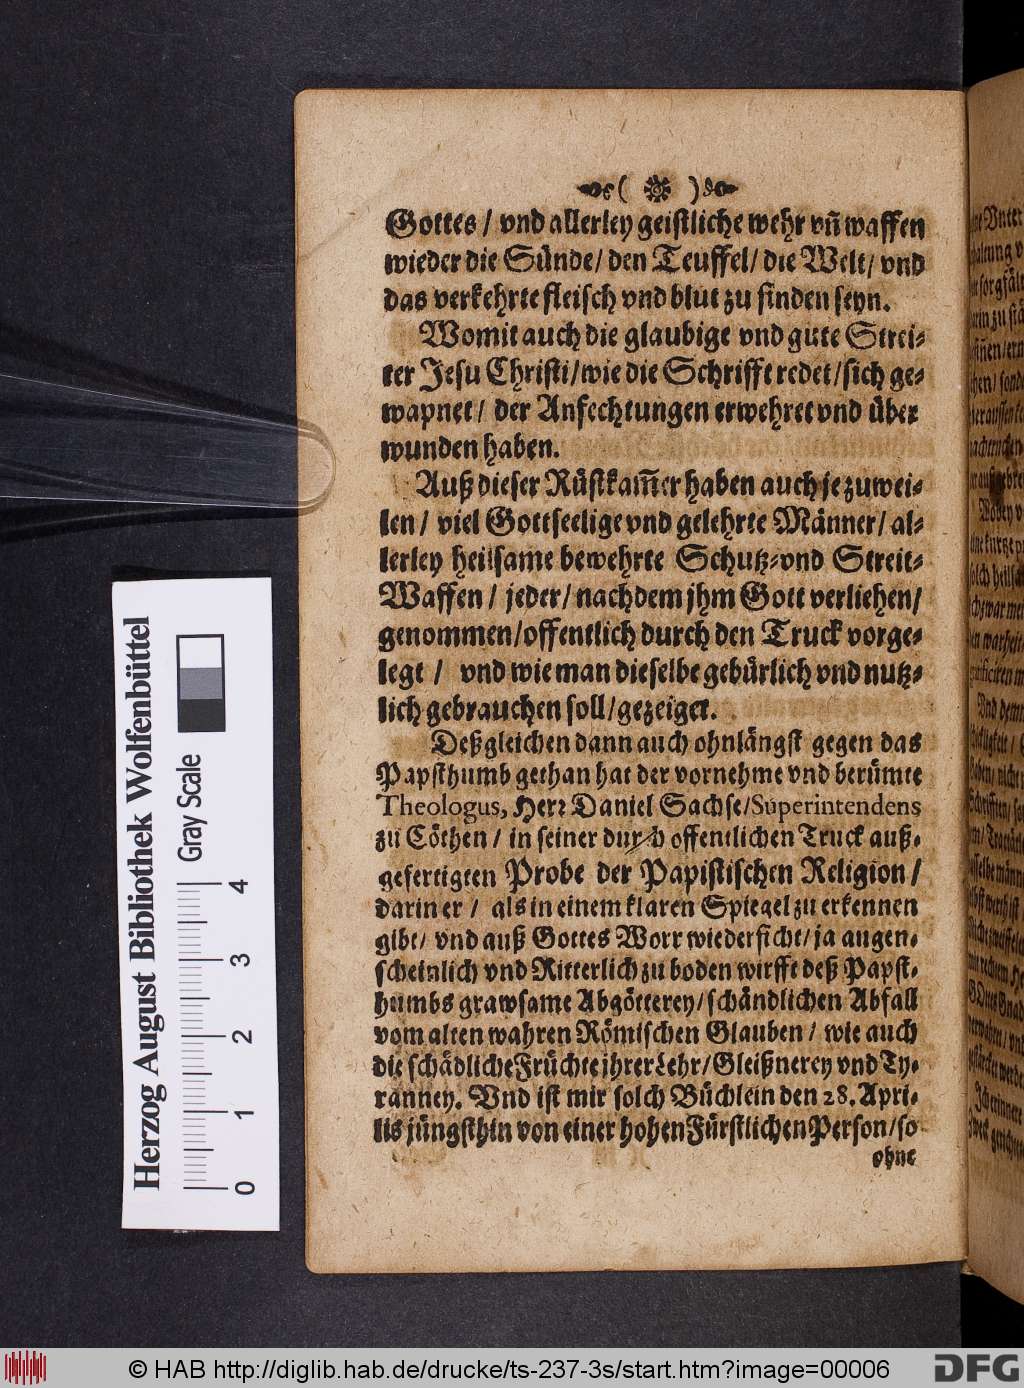 Gottes / vnd allerley geistliche wehr vñ waffen
wieder die Sünde/ den Teuffel/ die Welt/ vnd
das verkehrte fleisch vnd blut zu finden seyn.
Womit auch die glaubige vnd gute Strei-
ter Jesu Christi/wie die Schrifft redet/sich ge-
wapnet/ der Anfechtungen erwehret vnd über
wunden haben.
Auß dieser Rüstkam̃er haben auch je zuwei-
len / viel Gottseelige vnd gelehrte Männer/ al-
lerley heilsame bewehrte Schutz-vnd Streit-
Waffen / jeder/ nachdem jhm Gott verliehen/
genommen/offentlich durch den Truck vorge-
legt / vnd wie man dieselbe gebürlich vnd nutz-
lich gebrauchen soll/gezeiget.
Deßgleichen dann auch ohnlängst gegen das
Papsthumb gethan hat der vornehme vnd berümte
Theologus, Herr Daniel Sachse/Superintendens
zu Cöthen / in seiner durch offentlichen Truck auß-
gefertigten Probe der Papistischen Religion /
darin er / als in einem klaren Spiegel zu erkennen
gibt/ vnd auß Gottes Wort wiederficht/ja augen-
scheinlich vnd Ritterlich zu boden wirfft deß Papst-
humbs grawsame Abgötterey/schändlichen Abfall
vom alten wahren Römischen Glauben / wie auch
die schädliche Früchte jhrer Lehr/Gleißnerey vnd Ty-
ranney. Vnd ist mir solch Büchlein den 28. Apri-
lis jüngsthin von einer hohen Fürstlichen Person/so
ohne
Herzog August Bibliothek Wolfenbüttel
Gray Scale
0 1 2 3 4
© HAB http://diglib.hab.de/drucke/ts-237-3s/start.htm?image=00006
DFG